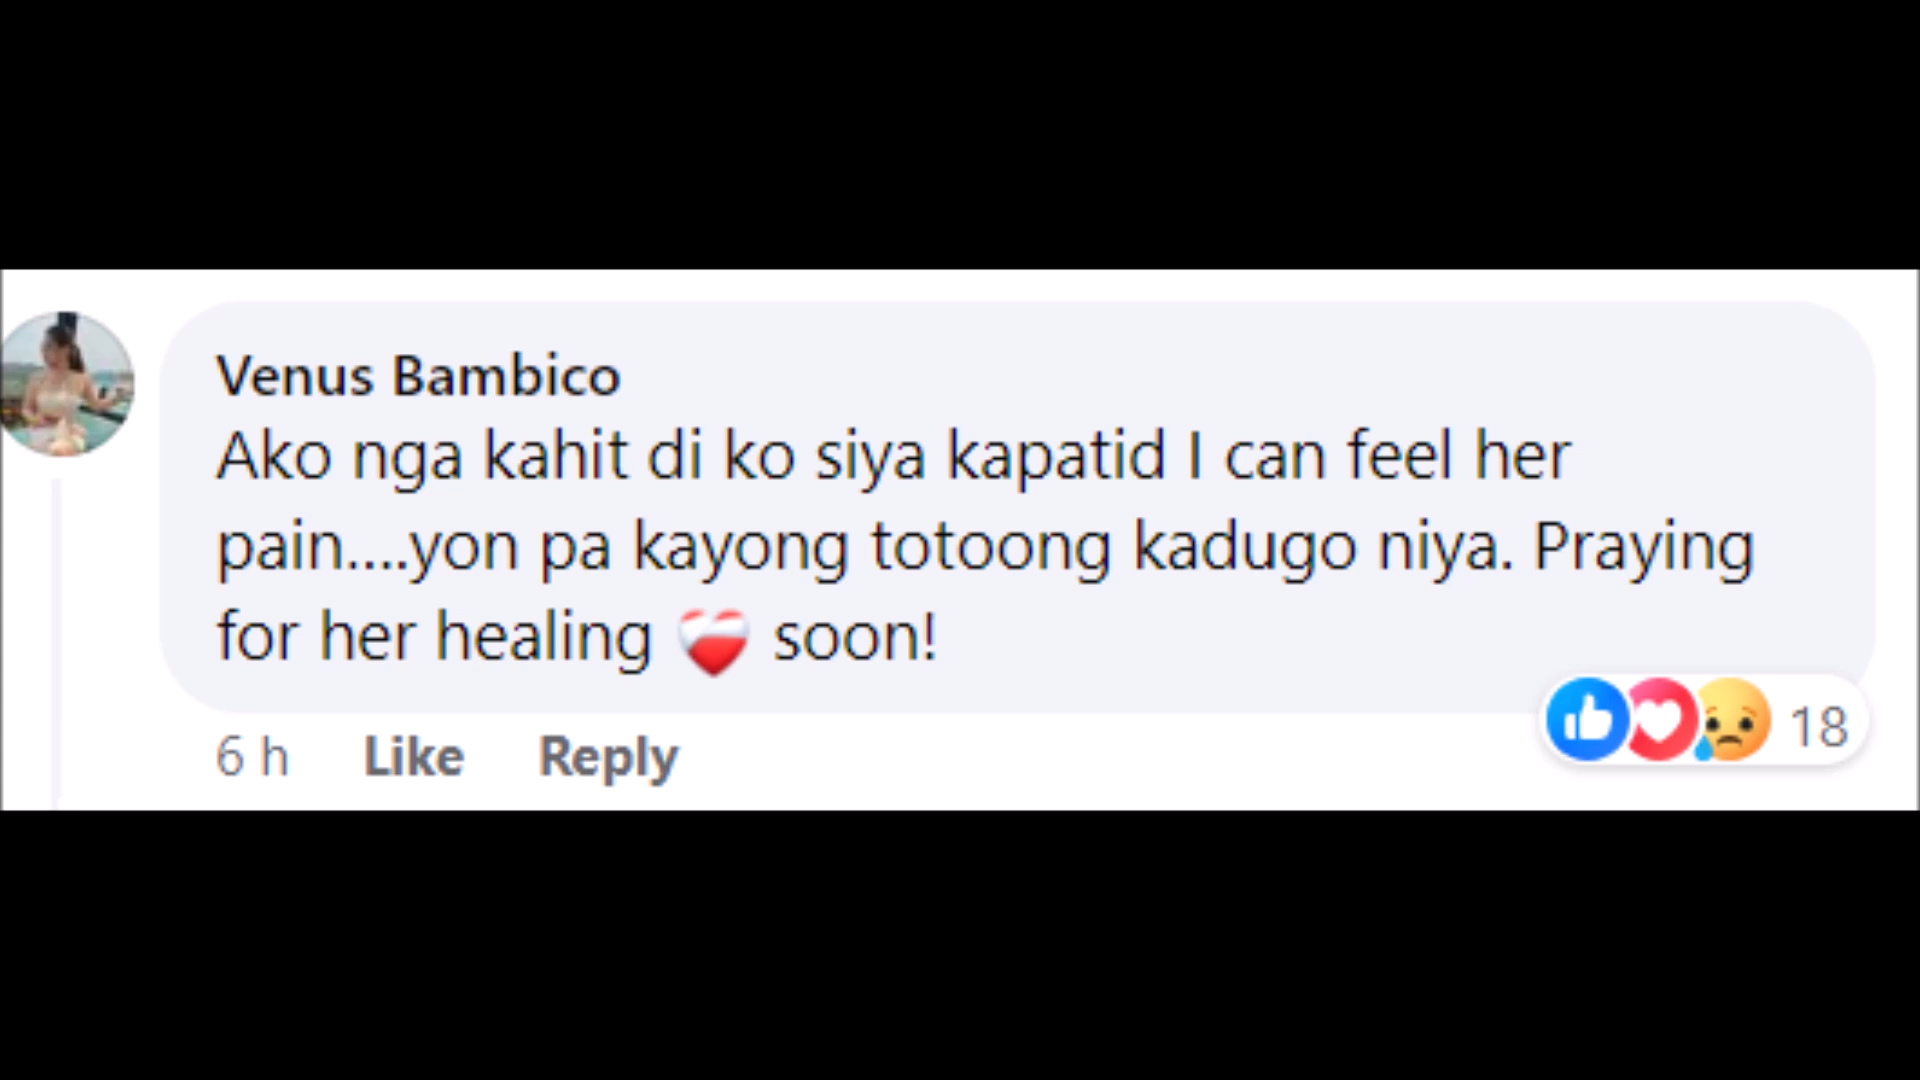 Venus Bambico
Ako nga kahit di ko siya kapatid I can feel her
pain....yon pa kayong totoong kadugo niya. Praying
for her healing ❤️‍🩹 soon!
6 h Like Reply
18